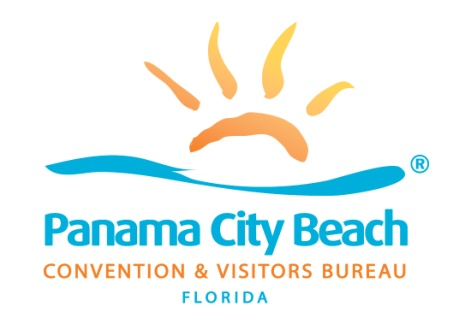 ®
Panama City Beach
CONVENTION & VISITORS BUREAU
FLORIDA